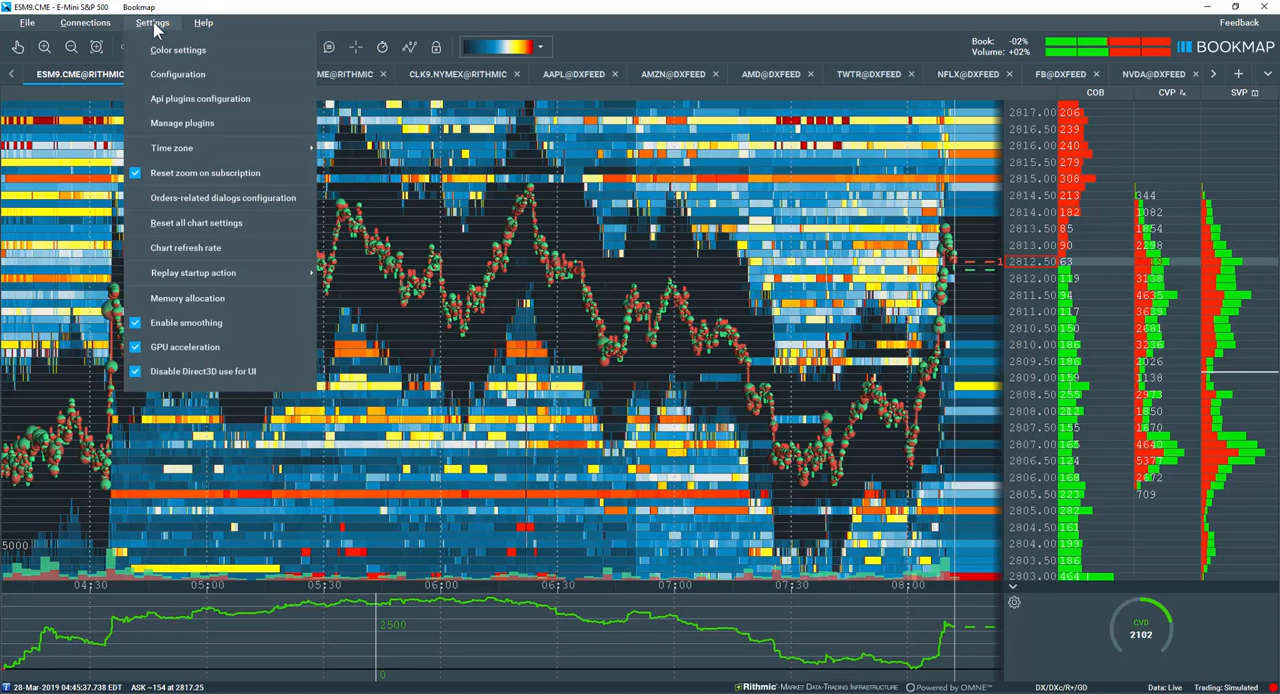 ESM9.CME - E-Mini S&P 500 Bookmap
File Connections Settings Help Feedback
Book: -02%
Volume: +02%
BOOKMAP
ESM9.CME@RITHMIC ME@RITHMIC CLK9.NYMEX@RITHMIC AAPL@DXFEED AMZN@DXFEED AMD@DXFEED TWTR@DXFEED NFLX@DXFEED FB@DXFEED NVDA@DXFEED
COB CVP SVP
Color settings
Configuration
Api plugins configuration
Manage plugins
Time zone
Reset zoom on subscription
Orders-related dialogs configuration
Reset all chart settings
Chart refresh rate
Replay startup action
Memory allocation
Enable smoothing
GPU acceleration
Disable Direct3D use for UI
2817.00 206
2816.50 239
2816.00 240
2815.50 279
2815.00 308
2814.50 213 344
2814.00 182 1082
2813.50 85 1854
2813.00 90 2298
1 2812.50 63
2812.00 119 3138
2811.50 94 4635
2811.00 117 3639
2810.50 150 2681
2810.00 186 3236
2809.50 186 2026
2809.00 159 1138
2808.50 255 2973
2808.00 212 1850
2807.50 155 1670
2807.00 165 4640
2806.50 124 5377
2806.00 168 2672
2805.50 223 709
2805.00 282
2804.50 161
2804.00 199
2803.50 186
2803.00 464
5000
04:30 05:00 05:30 06:00 06:30 07:00 07:30 08:00
2500
0
CVD
2102
28-Mar-2019 04:45:37.738 EDT ASK ~154 at 2817.25 Rithmic - MARKET DATA-TRADING INFRASTRUCTURE Powered by OMNE™ DX/DXc/R+/GD Data: Live Trading: Simulated